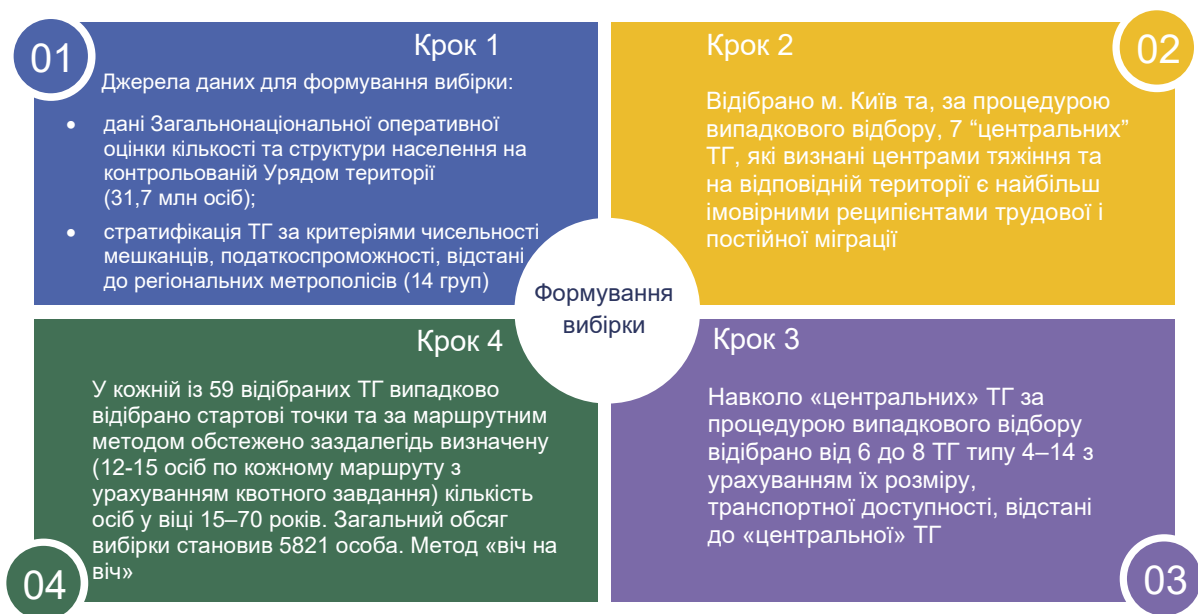 01
Крок 1
Джерела даних для формування вибірки:
• дані Загальнонаціональної оперативної
оцінки кількості та структури населення на
контрольованій Урядом території
(31,7 млн осіб);
• стратифікація ТГ за критеріями чисельності
мешканців, податкоспроможності, відстані
до регіональних метрополісів (14 груп)
02
Крок 2
Відібрано м. Київ та, за процедурою
випадкового відбору, 7 “центральних”
ТГ, які визнані центрами тяжіння та
на відповідній території є найбільш
імовірними реципієнтами трудової і
постійної міграції
Формування
вибірки
Крок 3
Навколо «центральних» ТГ за
процедурою випадкового відбору
відібрано від 6 до 8 ТГ типу 4–14 з
урахуванням їх розміру,
транспортної доступності, відстані
до «центральної» ТГ
03
Крок 4
У кожній із 59 відібраних ТГ випадково
відібрано стартові точки та за маршрутним
методом обстежено заздалегідь визначену
(12-15 осіб по кожному маршруту з
урахуванням квотного завдання) кількість
осіб у віці 15–70 років. Загальний обсяг
вибірки становив 5821 особа. Метод «віч на
віч»
04